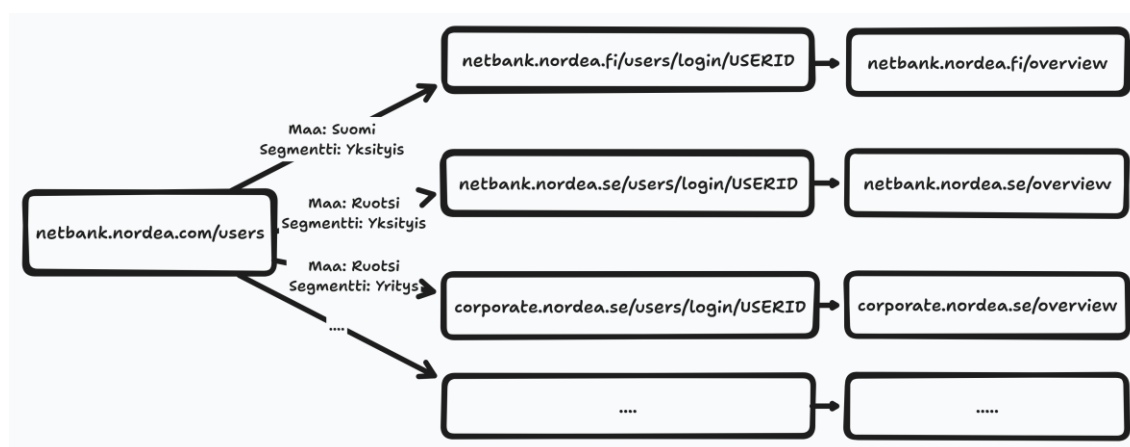 netbank.nordea.com/users
Maa: Suomi
Segmentti: Yksityis
netbank.nordea.fi/users/login/USERID
netbank.nordea.fi/overview
Maa: Ruotsi
Segmentti: Yksityis
netbank.nordea.se/users/login/USERID
netbank.nordea.se/overview
Maa: Ruotsi
Segmentti: Yritys
corporate.nordea.se/users/login/USERID
corporate.nordea.se/overview
....
....
.....